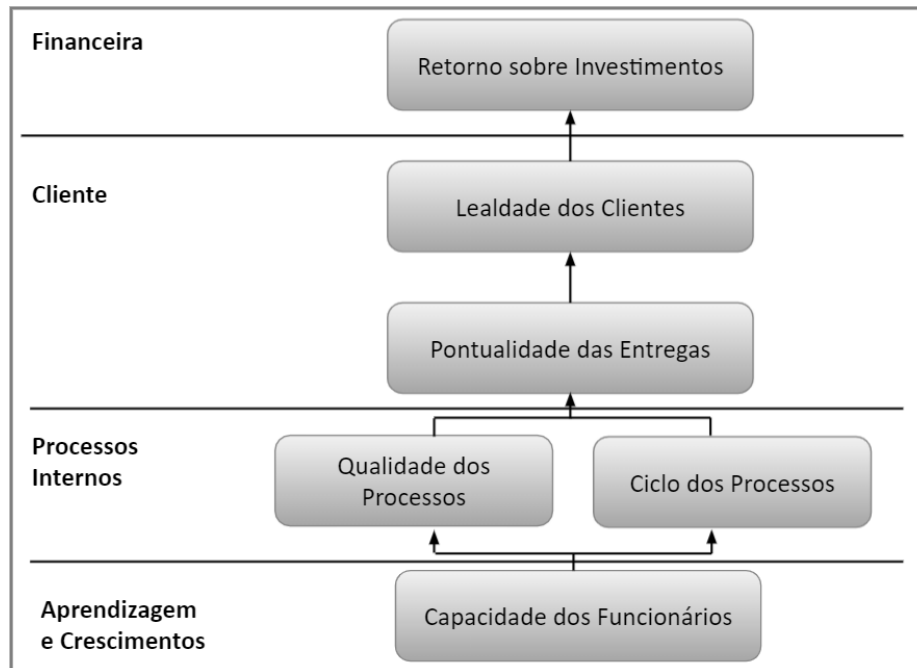 Financeira
Retorno sobre Investimentos
Cliente
Lealdade dos Clientes
Pontualidade das Entregas
Processos
Internos
Qualidade dos
Processos
Ciclo dos Processos
Aprendizagem
e Crescimentos
Capacidade dos Funcionários